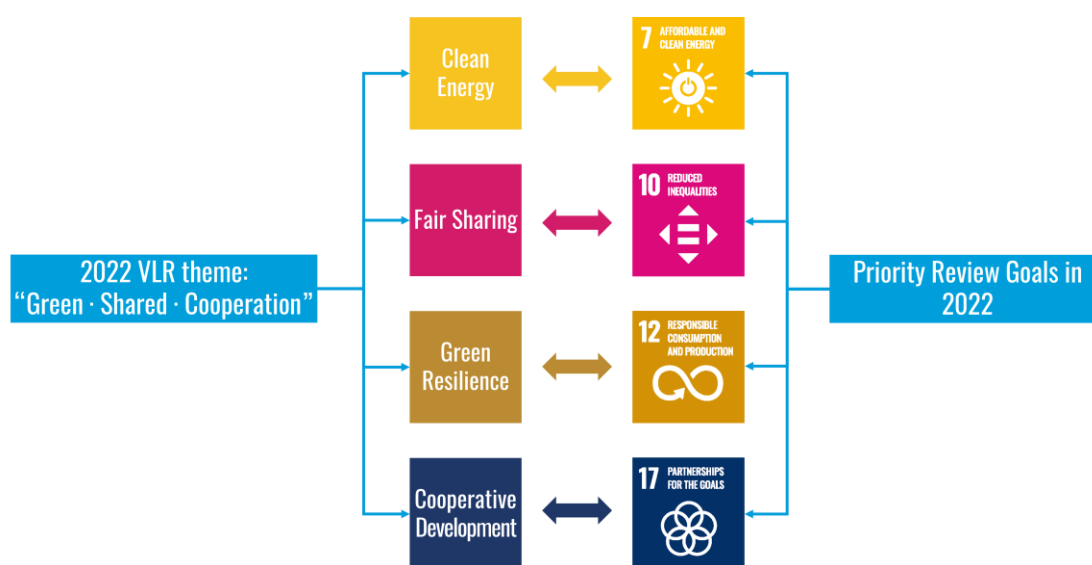 2022 VLR theme:
“Green · Shared · Cooperation”
Clean
Energy
7 AFFORDABLE AND
CLEAN ENERGY
Fair Sharing
10 REDUCED
INEQUALITIES
Green
Resilience
12 RESPONSIBLE
CONSUMPTION
AND PRODUCTION
Cooperative
Development
17 PARTNERSHIPS
FOR THE GOALS
Priority Review Goals in
2022